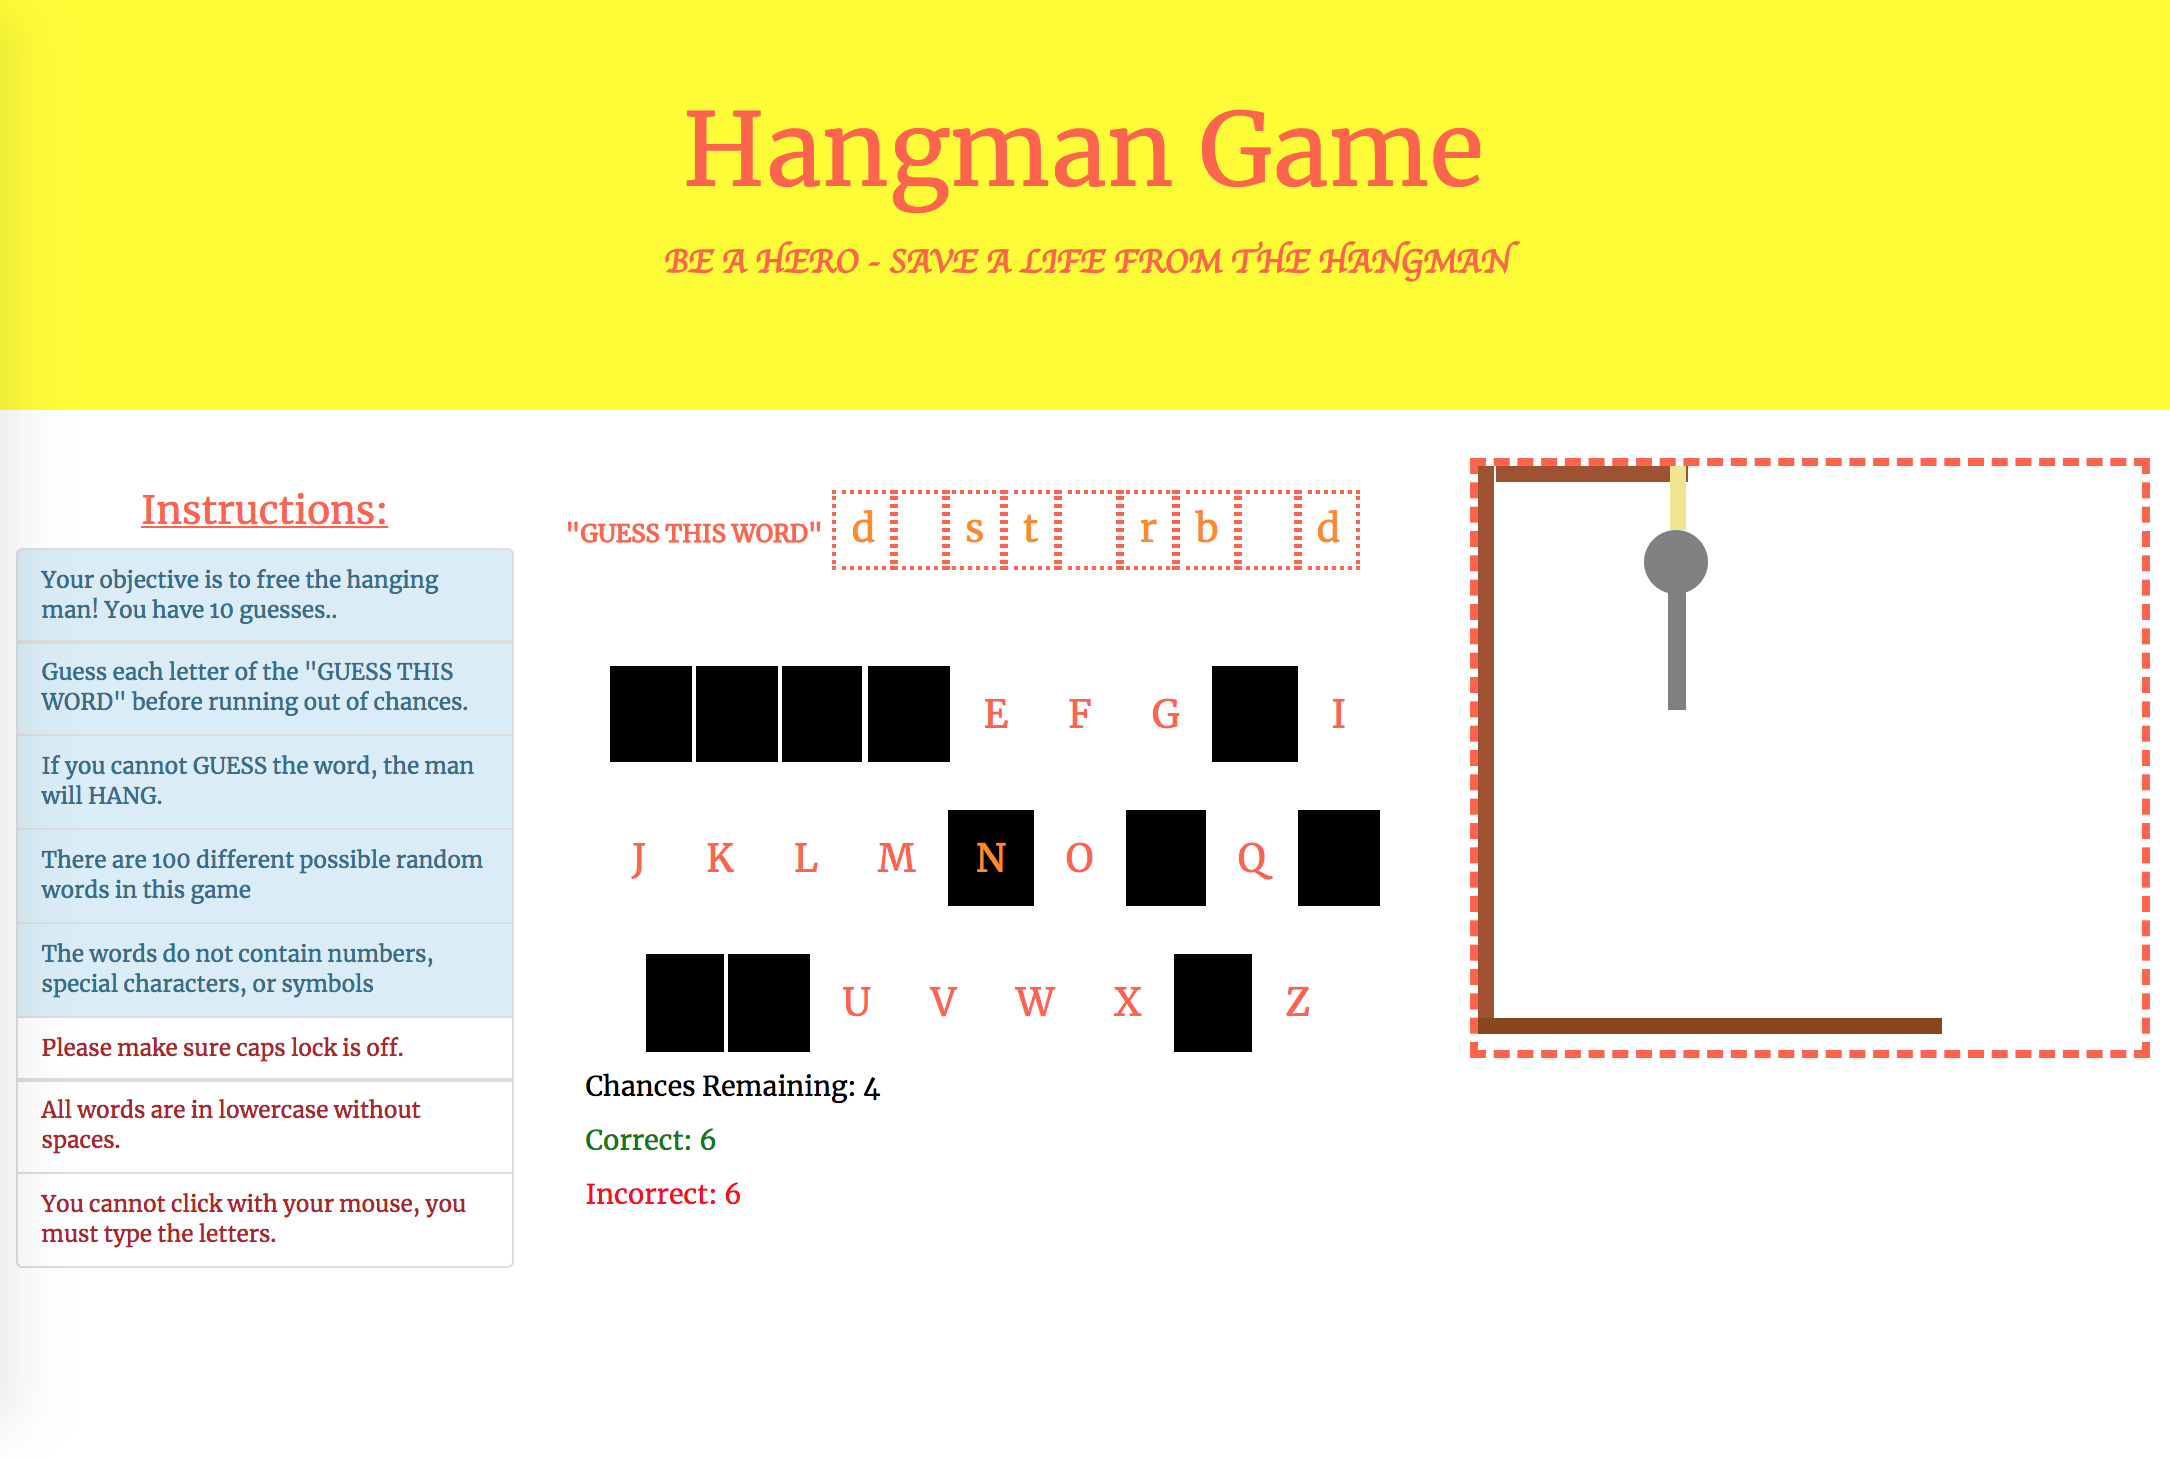 Hangman Game
BE A HERO - SAVE A LIFE FROM THE HANGMAN
Instructions:
Your objective is to free the hanging
man! You have 10 guesses..
Guess each letter of the "GUESS THIS
WORD" before running out of chances.
If you cannot GUESS the word, the man
will HANG.
There are 100 different possible random
words in this game
The words do not contain numbers,
special characters, or symbols
Please make sure caps lock is off.
All words are in lowercase without
spaces.
You cannot click with your mouse, you
must type the letters.
"GUESS THIS WORD" d s t r b d
E F G I
J K L M N O Q
U V W X Z
Chances Remaining: 4
Correct: 6
Incorrect: 6